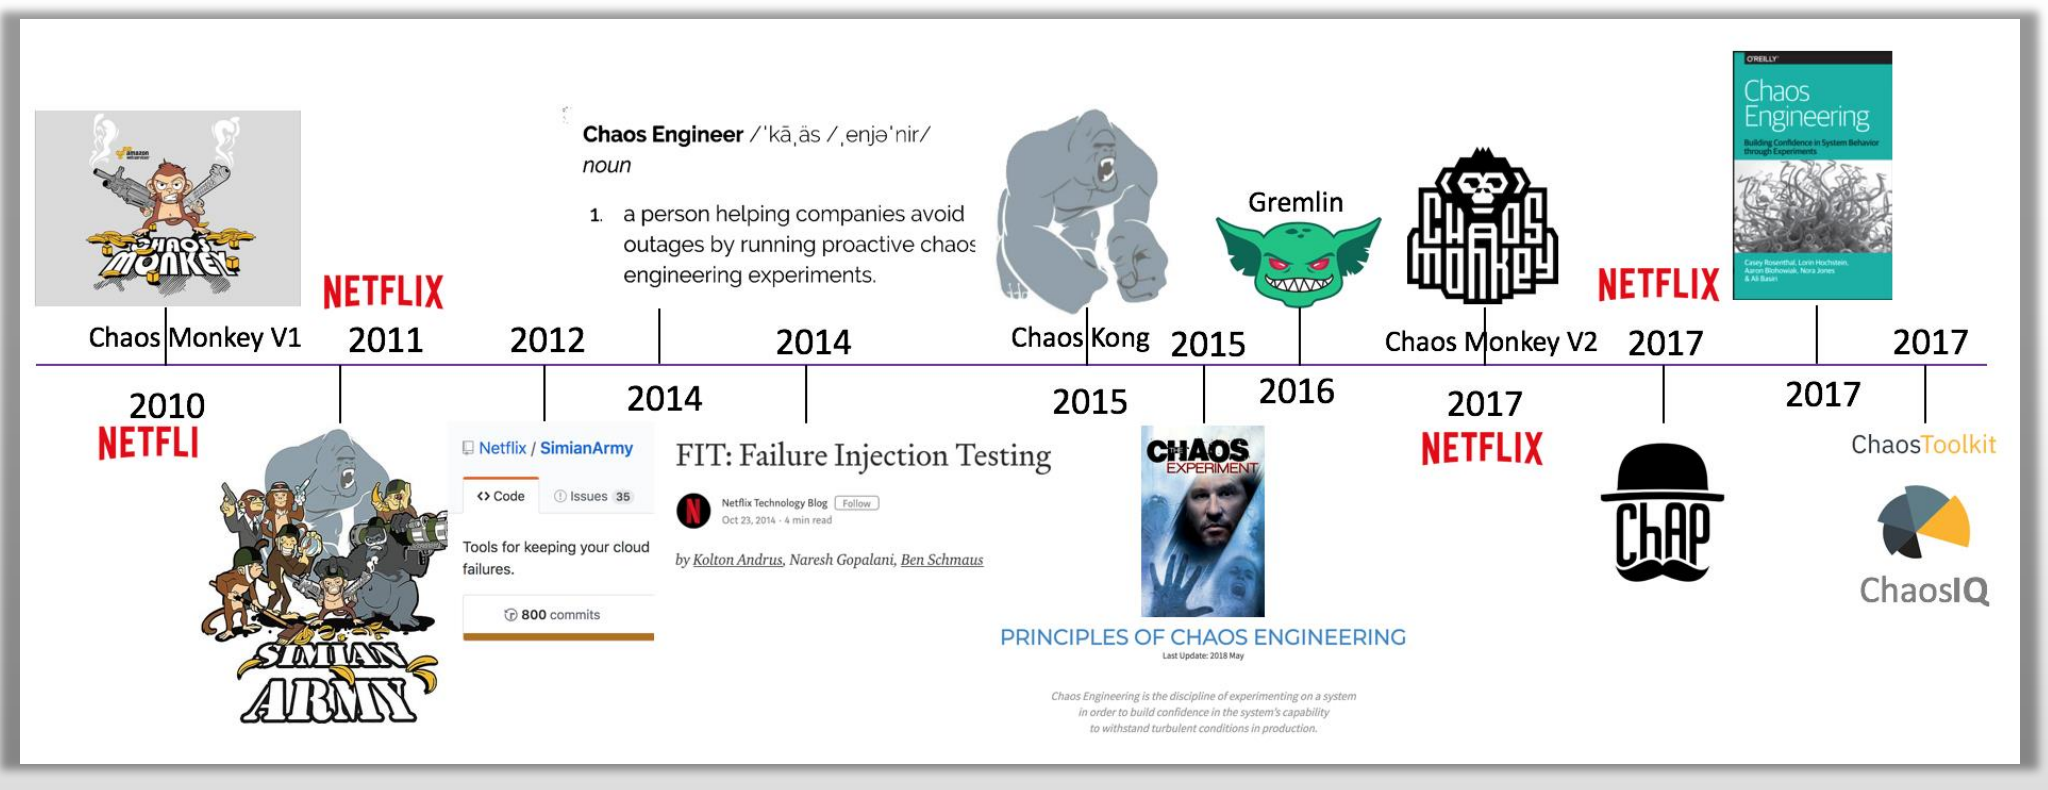 amazon
web services
CHAOS
MONKEY
Chaos Monkey V1
2010
NETFLI
NETFLIX
2011
SIMIAN
ARMY
2012
Netflix / SimianArmy
Code
Issues 35
Tools for keeping your cloud
failures.
800 commits
Chaos Engineer /ˈkāˌäs /ˌenjəˈnir/
noun
1. a person helping companies avoid
outages by running proactive chaos
engineering experiments.
2014
2014
FIT: Failure Injection Testing
N
Netflix Technology Blog Follow
Oct 23, 2014 · 4 min read
by Kolton Andrus, Naresh Gopalani, Ben Schmaus
Chaos Kong
2015
2015
THE
CHAOS
EXPERIMENT
PRINCIPLES OF CHAOS ENGINEERING
Last Update: 2018 May
Chaos Engineering is the discipline of experimenting on a system
in order to build confidence in the system's capability
to withstand turbulent conditions in production.
Gremlin
2016
CHAOS
MONKEY
Chaos Monkey V2
2017
NETFLIX
NETFLIX
2017
ChAP
O'REILLY
Chaos
Engineering
Building Confidence in System Behavior
through Experiments
Casey Rosenthal, Lorin Hochstein,
Aaron Blohowiak, Nora Jones
& Ali Basiri
2017
2017
ChaosToolkit
ChaosIQ